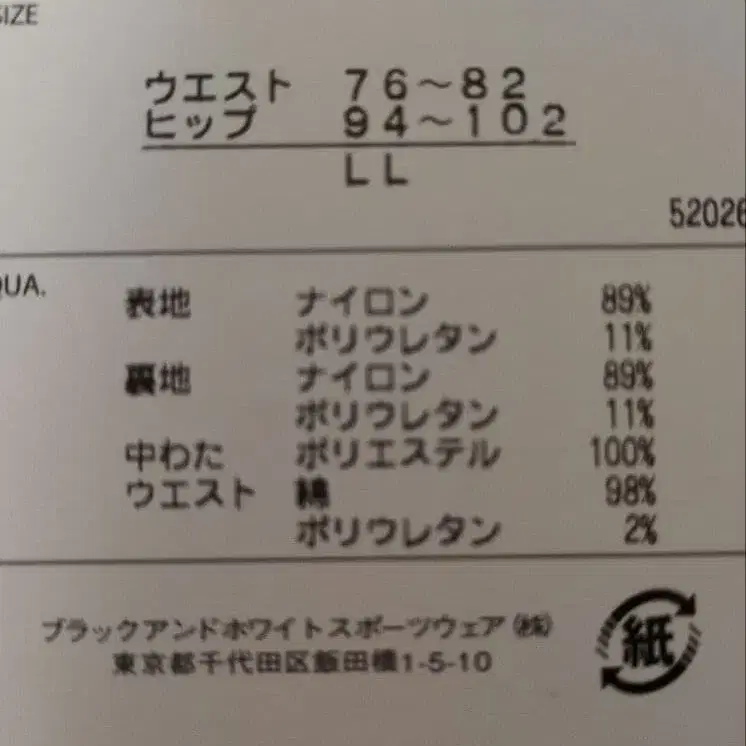 SIZE
ウエスト 76～82
ヒップ 94～102
LL
52026
QUA.
表地 ナイロン 89%
ポリウレタン 11%
裏地 ナイロン 89%
ポリウレタン 11%
中わた ポリエステル 100%
ウエスト 綿 98%
ポリウレタン 2%
ブラックアンドホワイトスポーツウェア㈱
東京都千代田区飯田橋1-5-10
紙